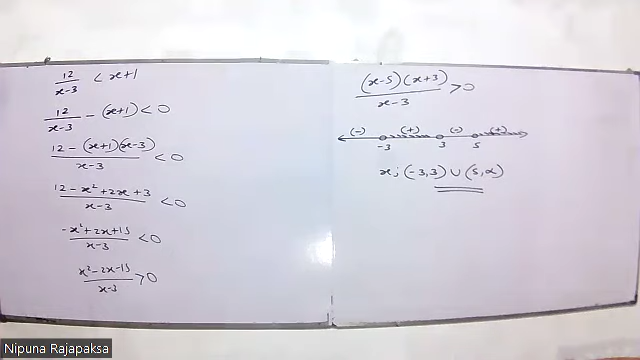 12/(x-3) < x+1
12/(x-3) - (x+1) < 0
(12 - (x+1)(x-3))/(x-3) < 0
(12 - x² + 2x + 3)/(x-3) < 0
(-x² + 2x + 15)/(x-3) < 0
(x² - 2x - 15)/(x-3) > 0
((x-5)(x+3))/(x-3) > 0
(-) (+) (-) (+)
-3 3 5
x; (-3,3) ∪ (5,∝)
Nipuna Rajapaksa